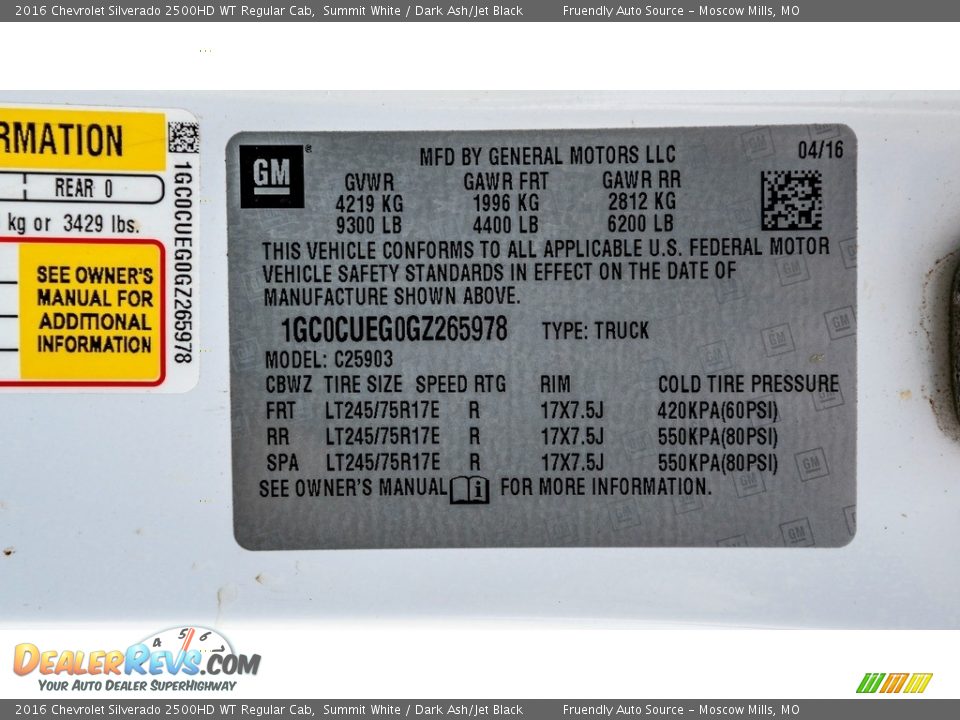 2016 Chevrolet Silverado 2500HD WT Regular Cab, Summit White / Dark Ash/Jet Black Fruendly Auto Source - Moscow Mills, MO
RMATION
REAR 0
kg or 3429 lbs.
SEE OWNER'S
MANUAL FOR
ADDITIONAL
INFORMATION
1GC0CUEG0GZ265978
GM®
MFD BY GENERAL MOTORS LLC
04/16
GVWR GAWR FRT GAWR RR
4219 KG 1996 KG 2812 KG
9300 LB 4400 LB 6200 LB
THIS VEHICLE CONFORMS TO ALL APPLICABLE U.S. FEDERAL MOTOR
VEHICLE SAFETY STANDARDS IN EFFECT ON THE DATE OF
MANUFACTURE SHOWN ABOVE.
1GC0CUEG0GZ265978 TYPE: TRUCK
MODEL: C25903
CBWZ TIRE SIZE SPEED RTG RIM COLD TIRE PRESSURE
FRT LT245/75R17E R 17X7.5J 420KPA(60PSI)
RR LT245/75R17E R 17X7.5J 550KPA(80PSI)
SPA LT245/75R17E R 17X7.5J 550KPA(80PSI)
SEE OWNER'S MANUAL i FOR MORE INFORMATION.
4 5 6
DEALERREVS.COM
YOUR AUTO DEALER SUPERHIGHWAY
2016 Chevrolet Silverado 2500HD WT Regular Cab, Summit White / Dark Ash/Jet Black Fruendly Auto Source - Moscow Mills, MO